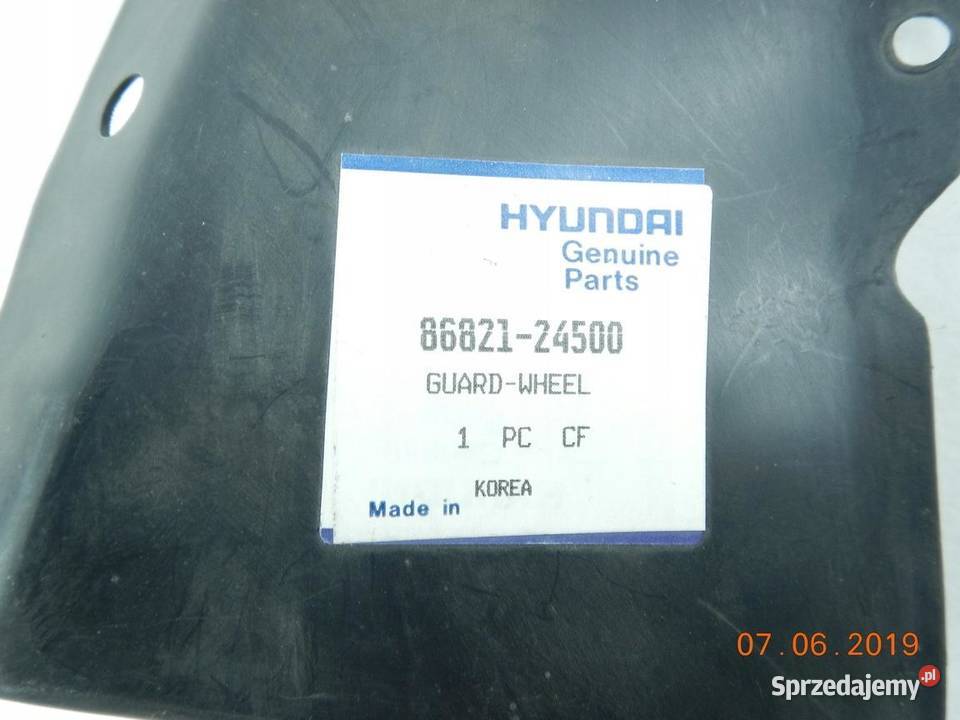 HYUNDAI
Genuine
Parts
86821-24500
GUARD-WHEEL
1 PC CF
KOREA
Made in
07.06.2019
Sprzedajemy.pl